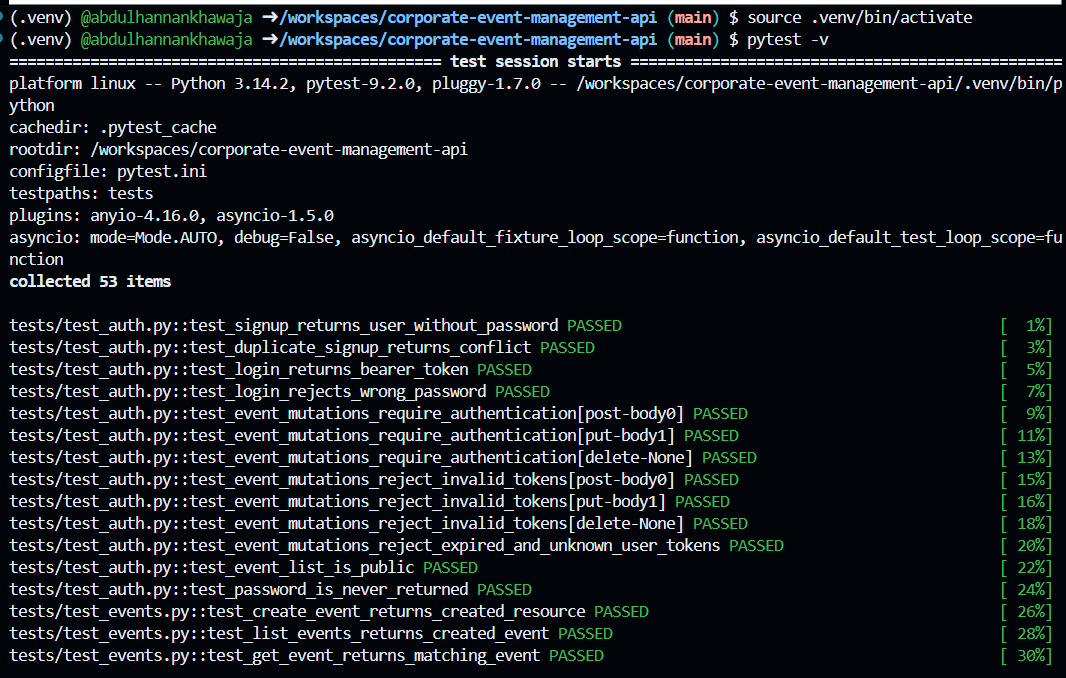 (.venv) @abdulhannankhawaja ➜/workspaces/corporate-event-management-api (main) $ source .venv/bin/activate
(.venv) @abdulhannankhawaja ➜/workspaces/corporate-event-management-api (main) $ pytest -v
================================================ test session starts ================================================
platform linux -- Python 3.14.2, pytest-9.2.0, pluggy-1.7.0 -- /workspaces/corporate-event-management-api/.venv/bin/p
ython
cachedir: .pytest_cache
rootdir: /workspaces/corporate-event-management-api
configfile: pytest.ini
testpaths: tests
plugins: anyio-4.16.0, asyncio-1.5.0
asyncio: mode=Mode.AUTO, debug=False, asyncio_default_fixture_loop_scope=function, asyncio_default_test_loop_scope=fu
nction
collected 53 items
tests/test_auth.py::test_signup_returns_user_without_password PASSED [  1%]
tests/test_auth.py::test_duplicate_signup_returns_conflict PASSED [  3%]
tests/test_auth.py::test_login_returns_bearer_token PASSED [  5%]
tests/test_auth.py::test_login_rejects_wrong_password PASSED [  7%]
tests/test_auth.py::test_event_mutations_require_authentication[post-body0] PASSED [  9%]
tests/test_auth.py::test_event_mutations_require_authentication[put-body1] PASSED [ 11%]
tests/test_auth.py::test_event_mutations_require_authentication[delete-None] PASSED [ 13%]
tests/test_auth.py::test_event_mutations_reject_invalid_tokens[post-body0] PASSED [ 15%]
tests/test_auth.py::test_event_mutations_reject_invalid_tokens[put-body1] PASSED [ 16%]
tests/test_auth.py::test_event_mutations_reject_invalid_tokens[delete-None] PASSED [ 18%]
tests/test_auth.py::test_event_mutations_reject_expired_and_unknown_user_tokens PASSED [ 20%]
tests/test_auth.py::test_event_list_is_public PASSED [ 22%]
tests/test_auth.py::test_password_is_never_returned PASSED [ 24%]
tests/test_events.py::test_create_event_returns_created_resource PASSED [ 26%]
tests/test_events.py::test_list_events_returns_created_event PASSED [ 28%]
tests/test_events.py::test_get_event_returns_matching_event PASSED [ 30%]